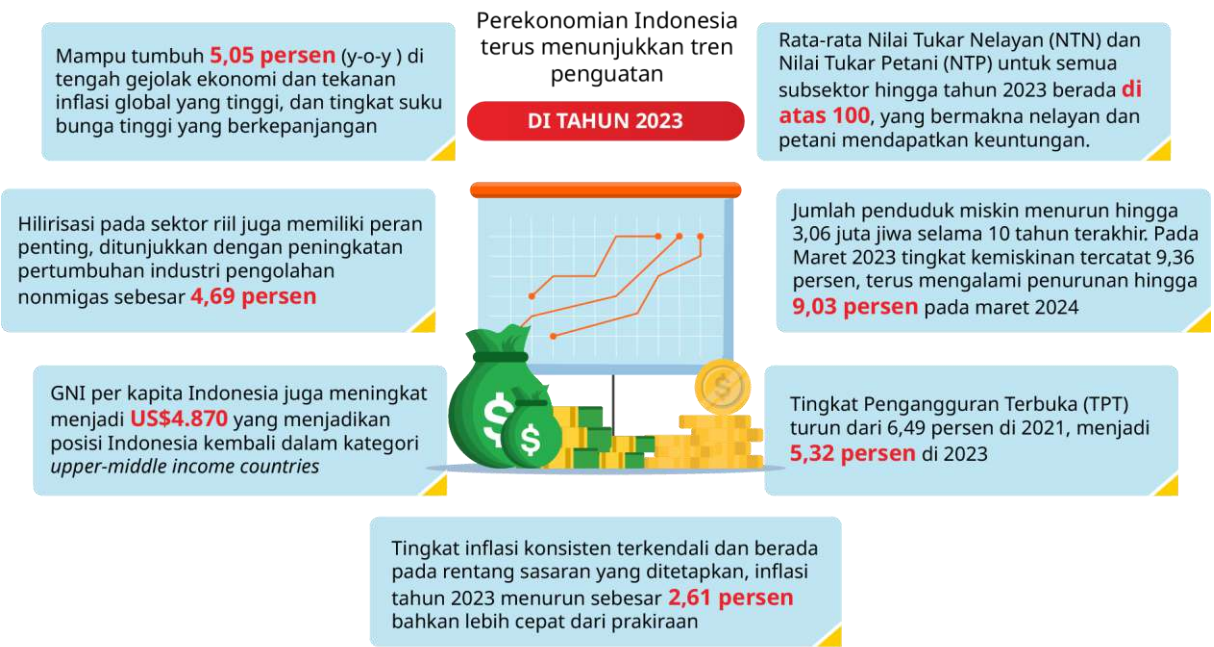 Perekonomian Indonesia
terus menunjukkan tren
penguatan
DI TAHUN 2023
Mampu tumbuh 5,05 persen (y-o-y ) di
tengah gejolak ekonomi dan tekanan
inflasi global yang tinggi, dan tingkat suku
bunga tinggi yang berkepanjangan
Rata-rata Nilai Tukar Nelayan (NTN) dan
Nilai Tukar Petani (NTP) untuk semua
subsektor hingga tahun 2023 berada di
atas 100, yang bermakna nelayan dan
petani mendapatkan keuntungan.
Hilirisasi pada sektor riil juga memiliki peran
penting, ditunjukkan dengan peningkatan
pertumbuhan industri pengolahan
nonmigas sebesar 4,69 persen
Jumlah penduduk miskin menurun hingga
3,06 juta jiwa selama 10 tahun terakhir. Pada
Maret 2023 tingkat kemiskinan tercatat 9,36
persen, terus mengalami penurunan hingga
9,03 persen pada maret 2024
GNI per kapita Indonesia juga meningkat
menjadi US$4.870 yang menjadikan
posisi Indonesia kembali dalam kategori
upper-middle income countries
$
$
$
Tingkat Pengangguran Terbuka (TPT)
turun dari 6,49 persen di 2021, menjadi
5,32 persen di 2023
Tingkat inflasi konsisten terkendali dan berada
pada rentang sasaran yang ditetapkan, inflasi
tahun 2023 menurun sebesar 2,61 persen
bahkan lebih cepat dari prakiraan